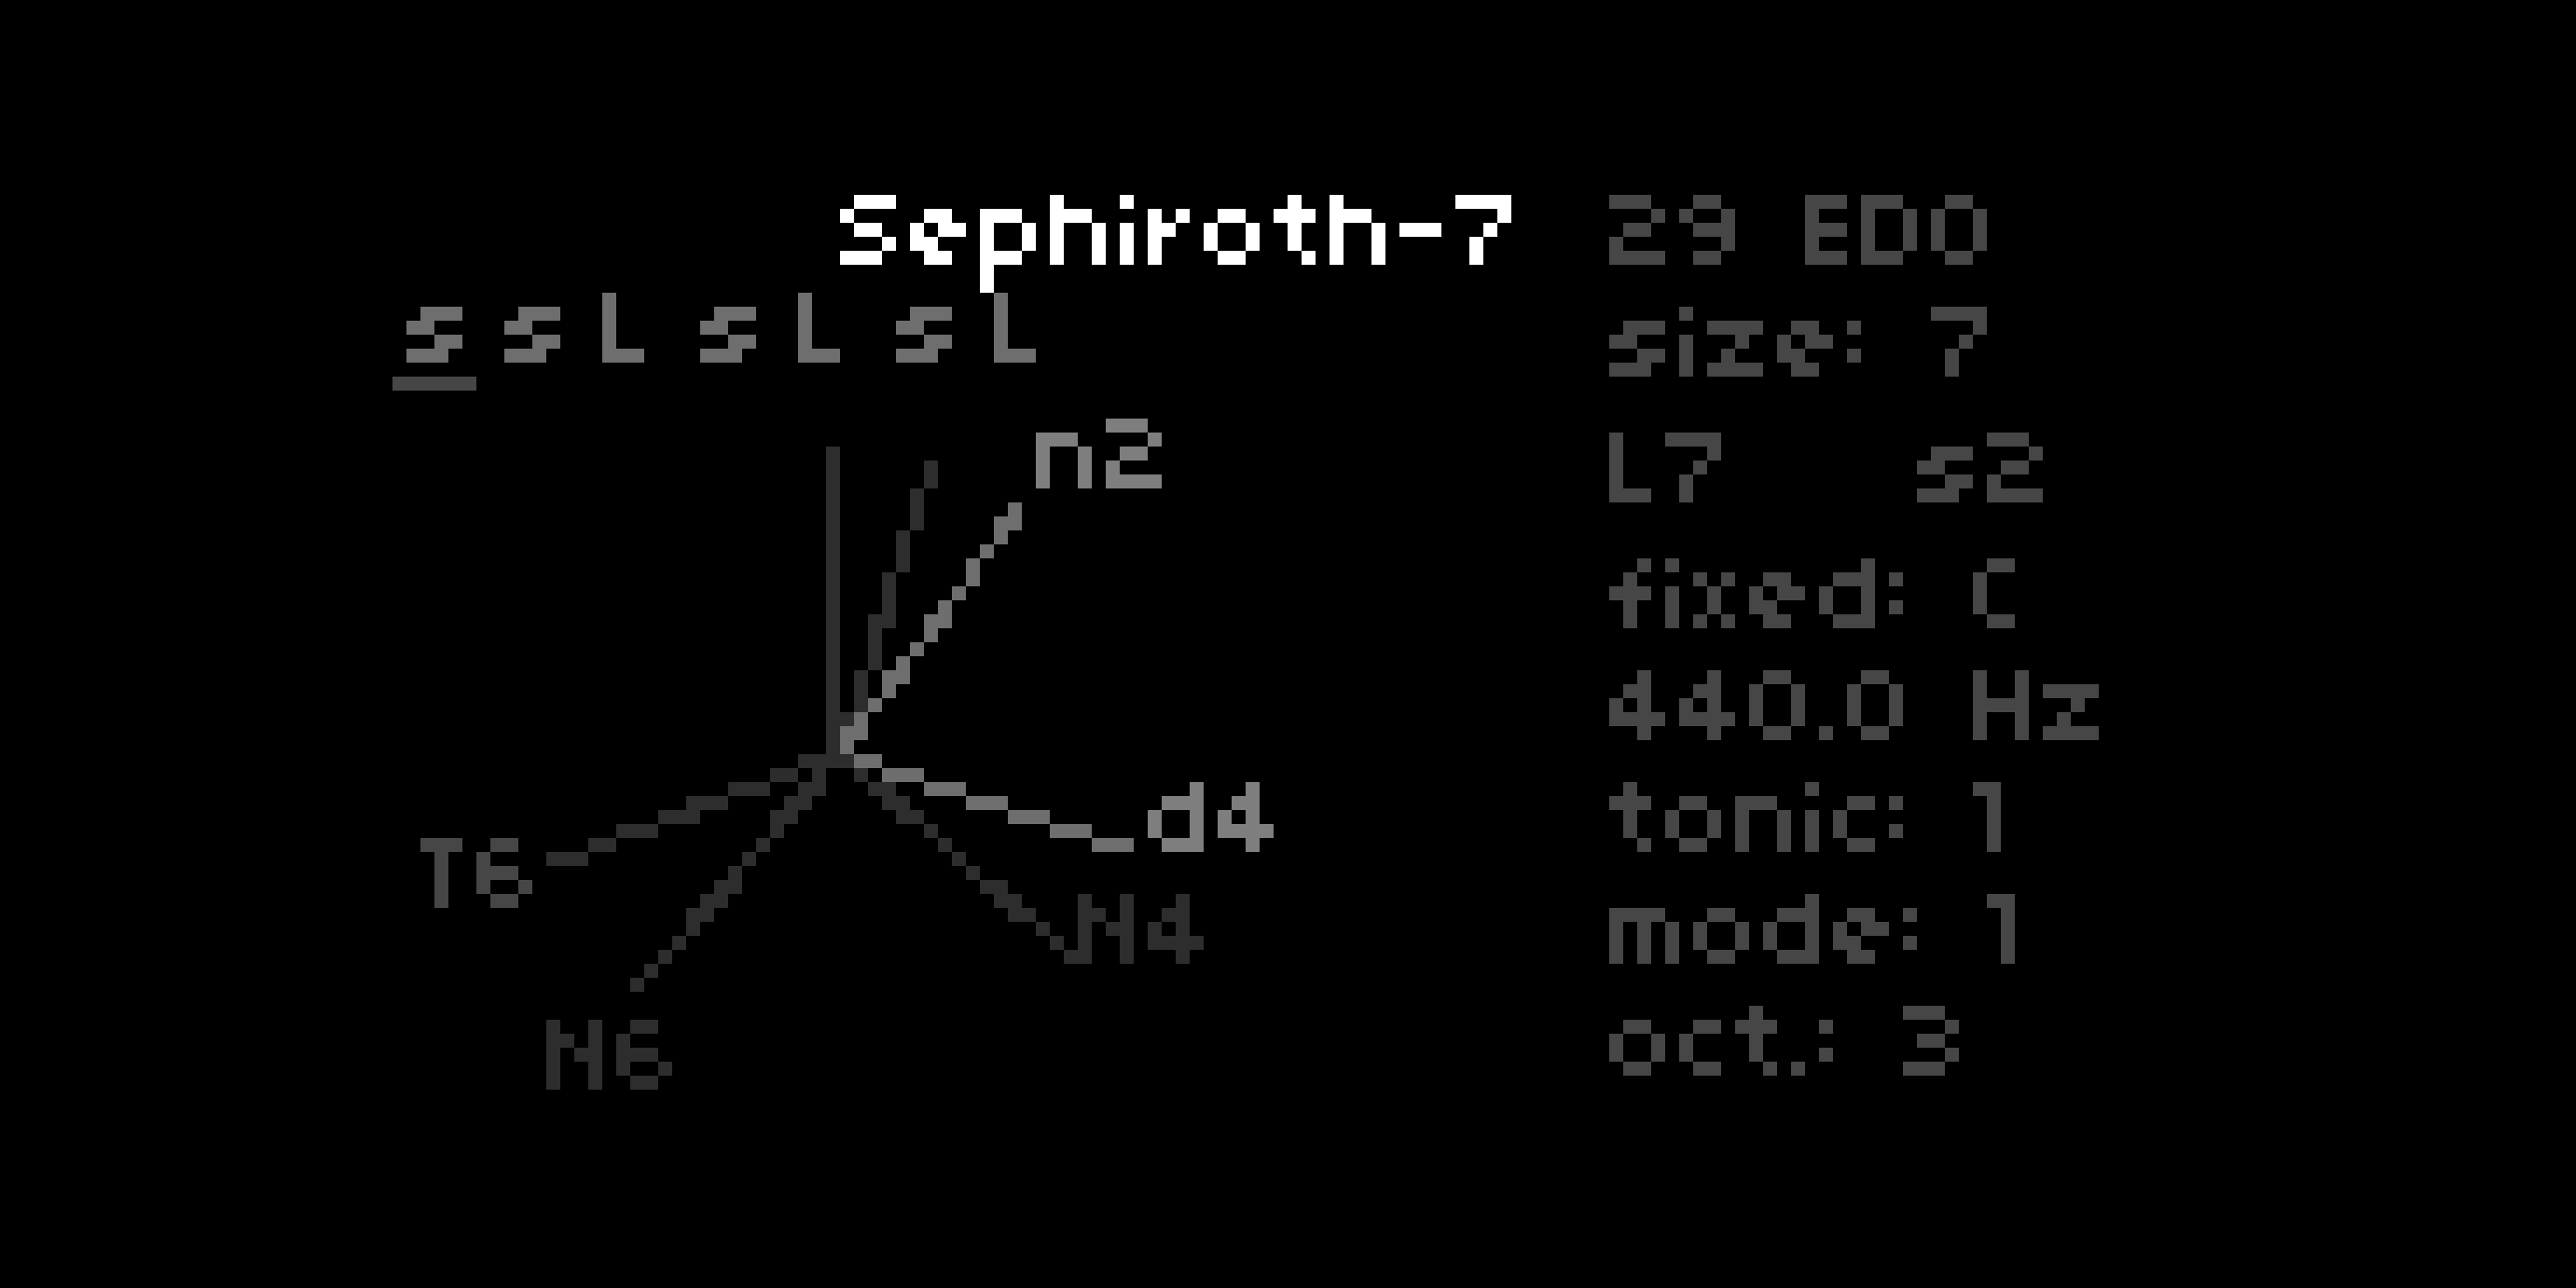 Sephiroth-7 29 EDO
s s L s L s L
size: 7
n2
L7 s2
fixed: C
440.0 Hz
d4
tonic: 1
T6
N4
mode: 1
N6
oct.: 3